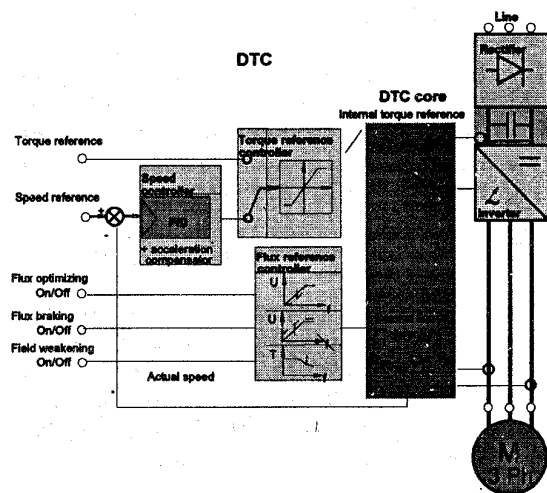 Line
DTC
Rectifier
DTC core
Internal torque reference
Torque reference
Torque reference
controller
Speed reference
Speed
controller
PID
+ acceleration
compensator
Inverter
Flux reference
controller
Flux optimizing
On/Off
U
Flux braking
On/Off
U
Field weakening
On/Off
T
Actual speed
M
3 Ph